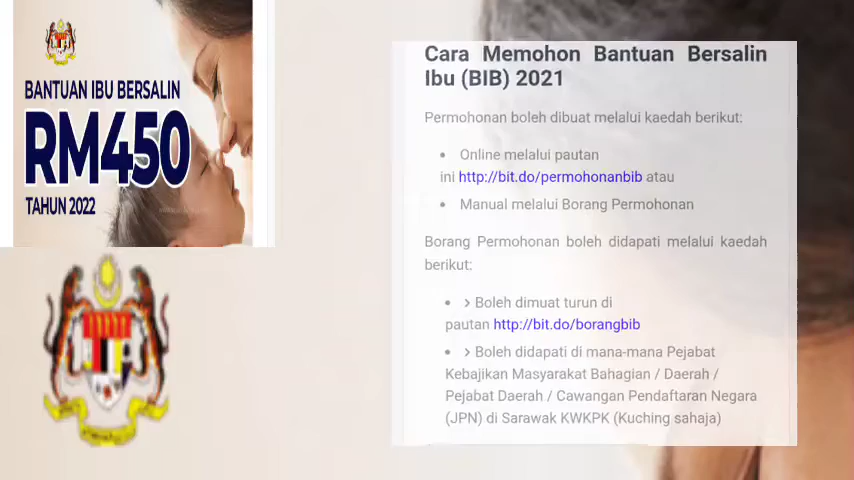 BANTUAN IBU BERSALIN
RM450
TAHUN 2022
Cara Memohon Bantuan Bersalin
Ibu (BIB) 2021
Permohonan boleh dibuat melalui kaedah berikut:
• Online melalui pautan
ini http://bit.do/permohonanbib atau
• Manual melalui Borang Permohonan
Borang Permohonan boleh didapati melalui kaedah
berikut:
• > Boleh dimuat turun di
pautan http://bit.do/borangbib
• > Boleh didapati di mana-mana Pejabat
Kebajikan Masyarakat Bahagian / Daerah /
Pejabat Daerah / Cawangan Pendaftaran Negara
(JPN) di Sarawak KWKPK (Kuching sahaja)